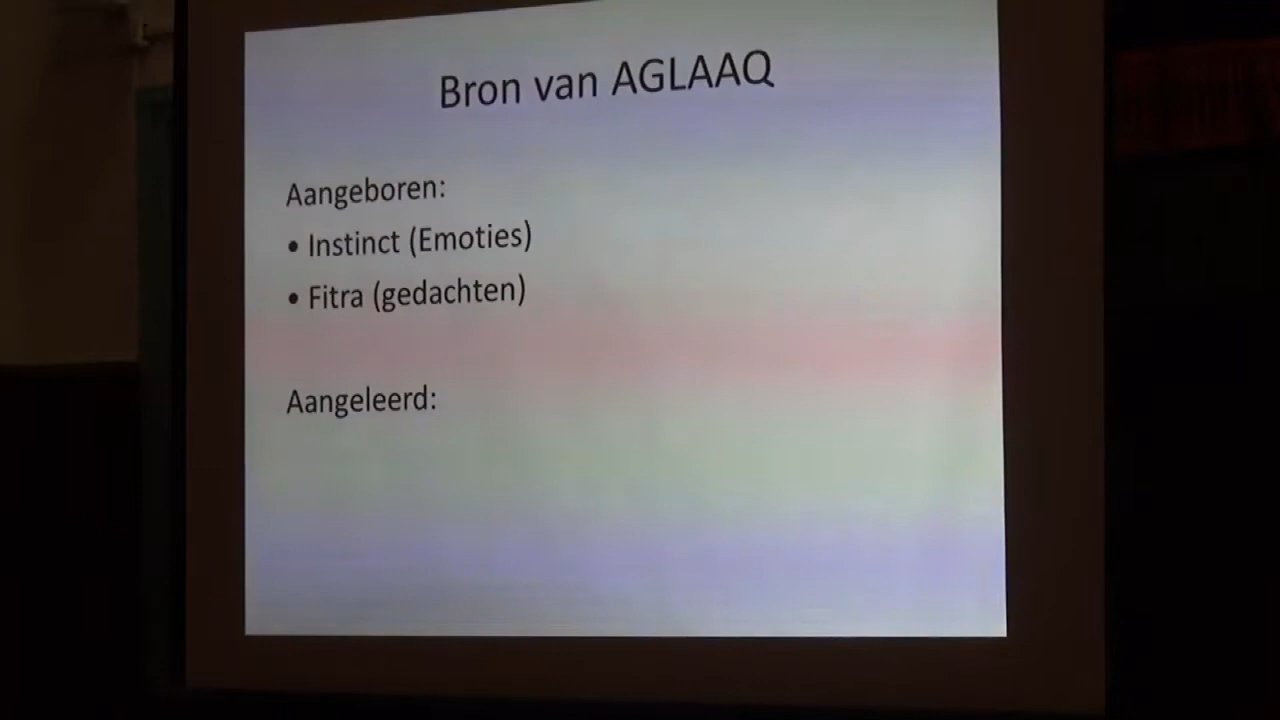 Bron van AGLAAQ
Aangeboren:
• Instinct (Emoties)
• Fitra (gedachten)
Aangeleerd: